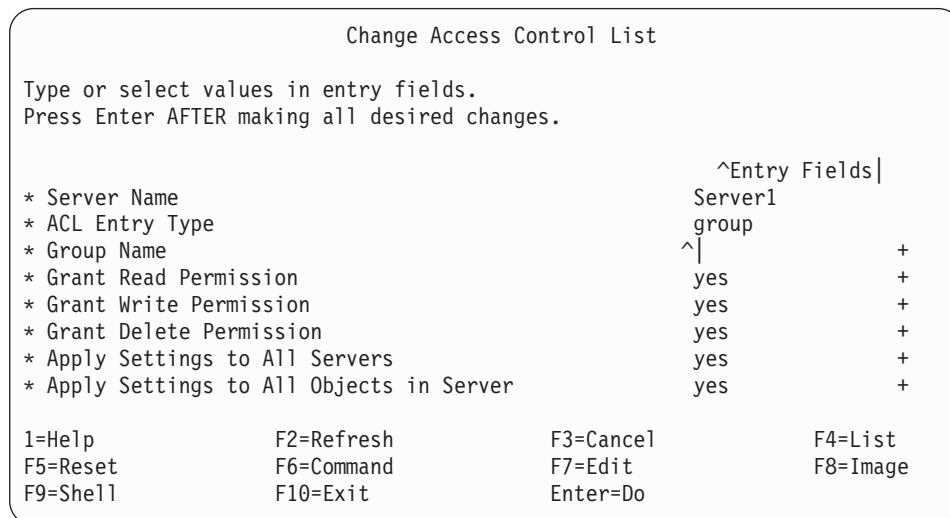 Change Access Control List
Type or select values in entry fields.
Press Enter AFTER making all desired changes.
^Entry Fields|
* Server Name Server1
* ACL Entry Type group
* Group Name ^| +
* Grant Read Permission yes +
* Grant Write Permission yes +
* Grant Delete Permission yes +
* Apply Settings to All Servers yes +
* Apply Settings to All Objects in Server yes +
1=Help F2=Refresh F3=Cancel F4=List
F5=Reset F6=Command F7=Edit F8=Image
F9=Shell F10=Exit Enter=Do